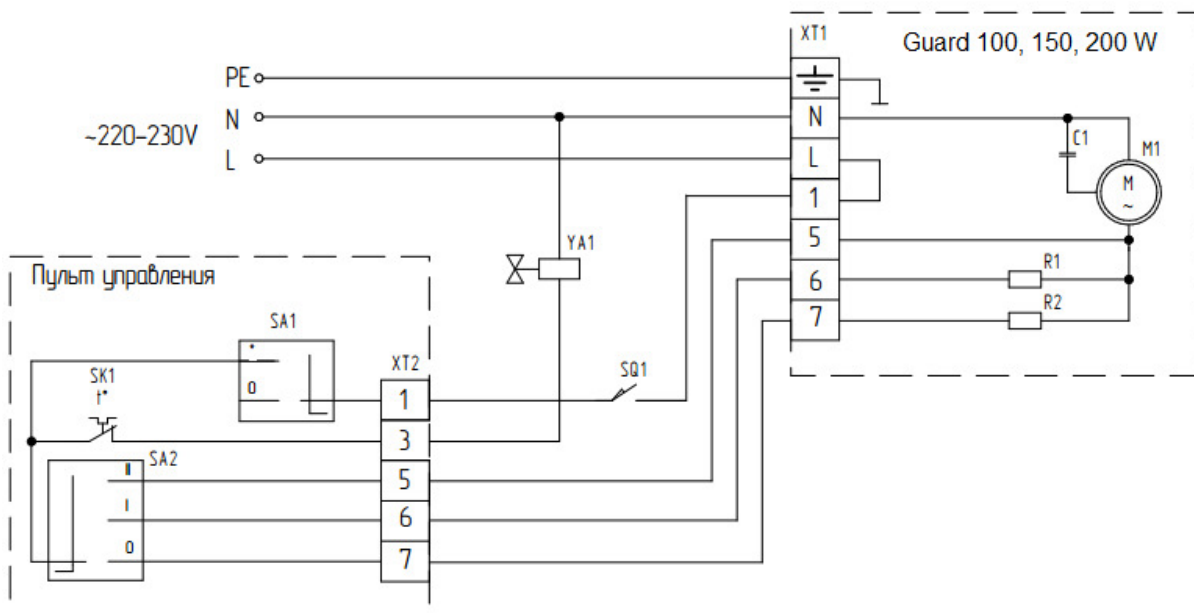 XT1
Guard 100, 150, 200 W
PE
N
N
~220-230V
L
L
C1
M1
M
~
1
YA1
5
Пульт управления
6
R1
7
R2
SA1
*
SK1
t°
0
XT2
SQ1
1
3
SA2
II
5
I
6
0
7